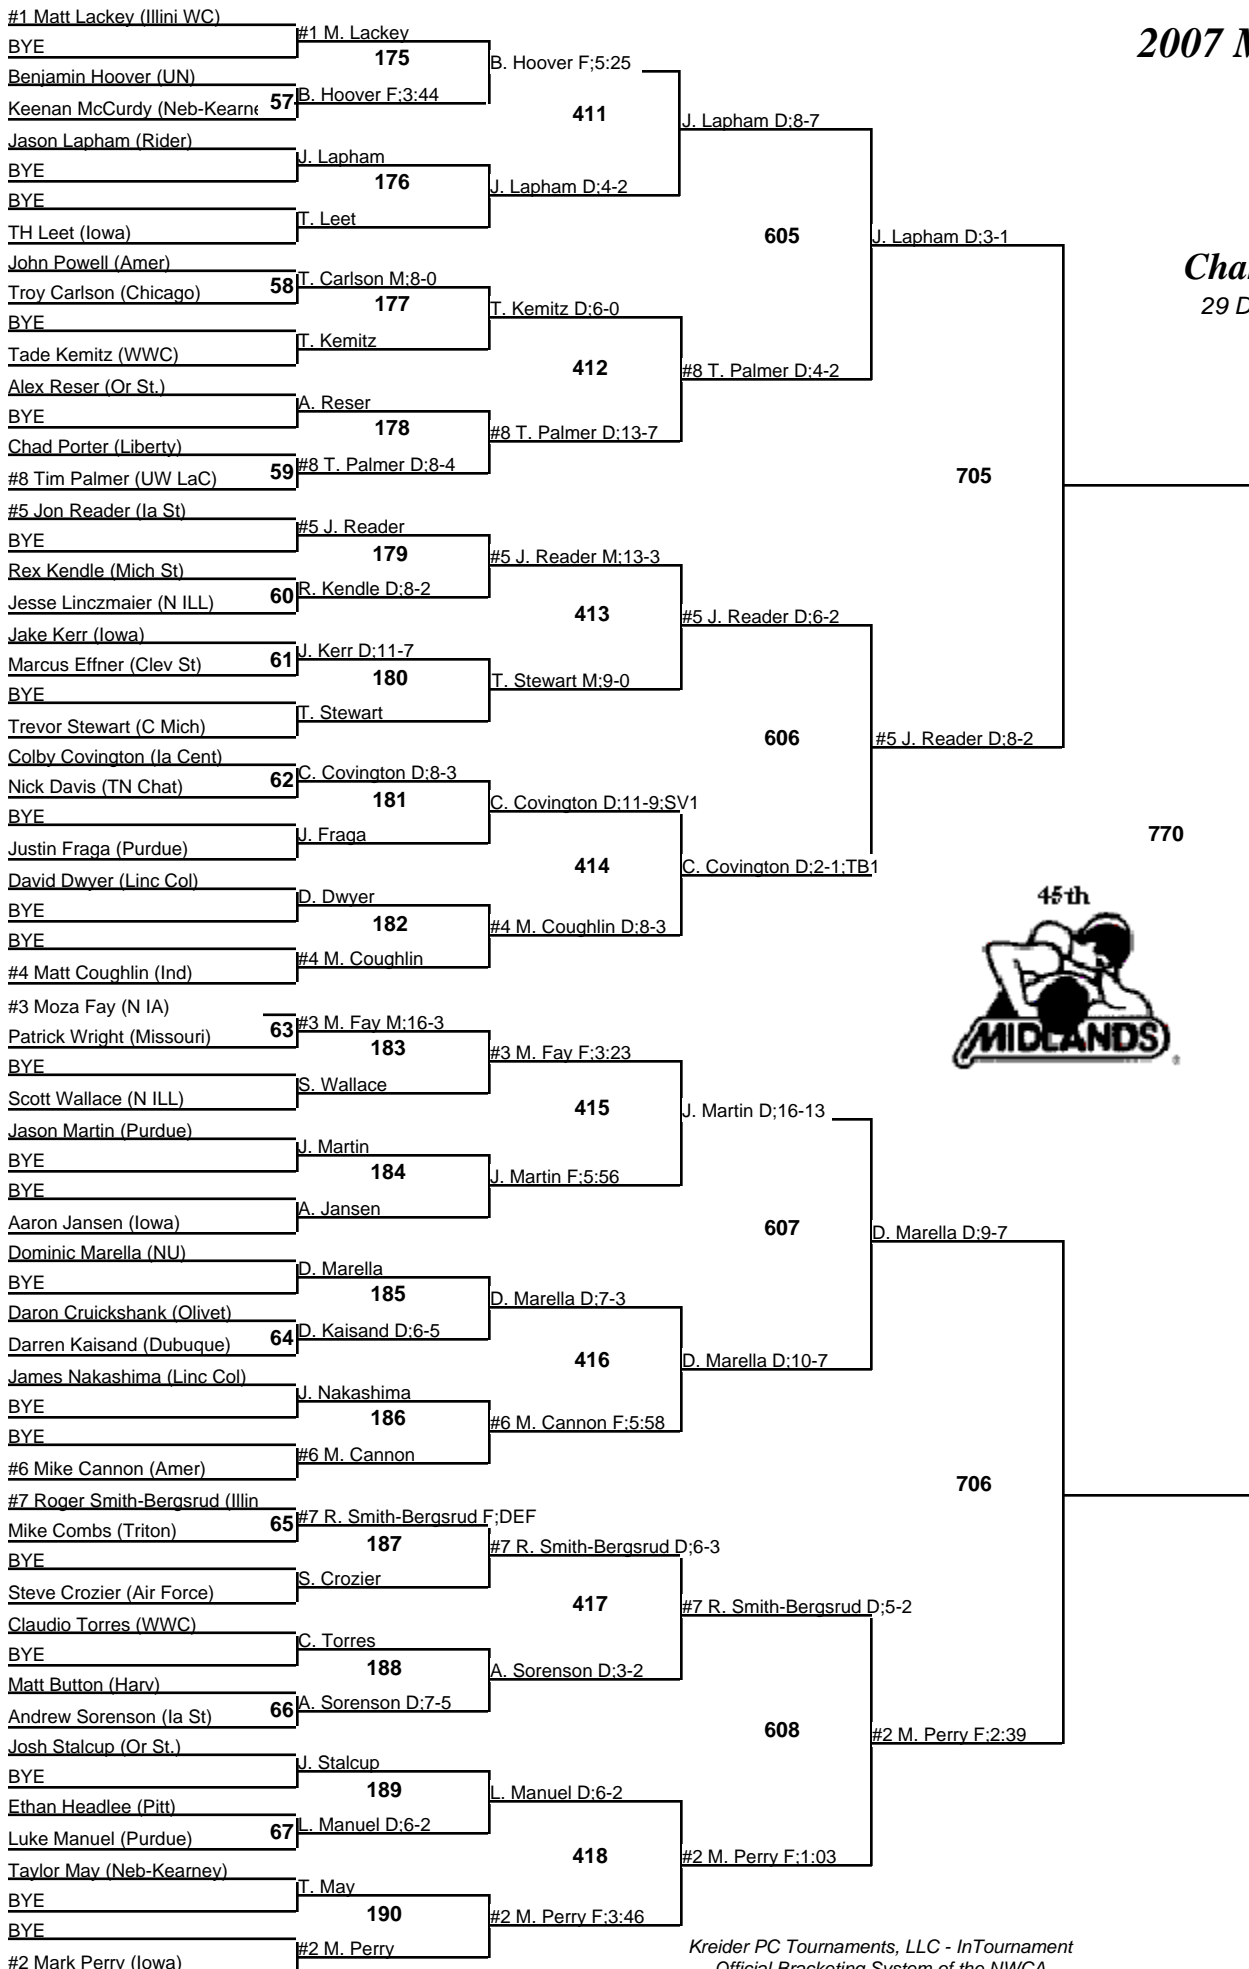 #1 Matt Lackey (Illini WC)
#1 M. Lackey
BYE
175
B. Hoover F;5:25
Benjamin Hoover (UN)
57
B. Hoover F;3:44
Keenan McCurdy (Neb-Kearne
411
J. Lapham D;8-7
Jason Lapham (Rider)
J. Lapham
BYE
176
J. Lapham D;4-2
BYE
T. Leet
TH Leet (Iowa)
605
J. Lapham D;3-1
John Powell (Amer)
58
T. Carlson M;8-0
Troy Carlson (Chicago)
177
T. Kemitz D;6-0
BYE
T. Kemitz
Tade Kemitz (WWC)
412
#8 T. Palmer D;4-2
Alex Reser (Or St.)
A. Reser
BYE
178
#8 T. Palmer D;13-7
Chad Porter (Liberty)
59
#8 T. Palmer D;8-4
#8 Tim Palmer (UW LaC)
705
#5 Jon Reader (Ia St)
#5 J. Reader
BYE
179
#5 J. Reader M;13-3
Rex Kendle (Mich St)
60
R. Kendle D;8-2
Jesse Linczmaier (N ILL)
413
#5 J. Reader D;6-2
Jake Kerr (Iowa)
61
J. Kerr D;11-7
Marcus Effner (Clev St)
180
T. Stewart M;9-0
BYE
T. Stewart
Trevor Stewart (C Mich)
606
#5 J. Reader D;8-2
Colby Covington (Ia Cent)
62
C. Covington D;8-3
Nick Davis (TN Chat)
181
C. Covington D;11-9;SV1
BYE
J. Fraga
Justin Fraga (Purdue)
414
C. Covington D;2-1;TB1
David Dwyer (Linc Col)
D. Dwyer
BYE
182
#4 M. Coughlin D;8-3
BYE
#4 M. Coughlin
#4 Matt Coughlin (Ind)
770
#3 Moza Fay (N IA)
63
#3 M. Fay M;16-3
Patrick Wright (Missouri)
183
#3 M. Fay F;3:23
BYE
S. Wallace
Scott Wallace (N ILL)
415
J. Martin D;16-13
Jason Martin (Purdue)
J. Martin
BYE
184
J. Martin F;5:56
BYE
A. Jansen
Aaron Jansen (Iowa)
607
D. Marella D;9-7
Dominic Marella (NU)
D. Marella
BYE
185
D. Marella D;7-3
Daron Cruickshank (Olivet)
64
D. Kaisand D;6-5
Darren Kaisand (Dubuque)
416
D. Marella D;10-7
James Nakashima (Linc Col)
J. Nakashima
BYE
186
#6 M. Cannon F;5:58
BYE
#6 M. Cannon
#6 Mike Cannon (Amer)
706
#7 Roger Smith-Bergsrud (Illin
65
#7 R. Smith-Bergsrud F;DEF
Mike Combs (Triton)
187
#7 R. Smith-Bergsrud D;6-3
BYE
S. Crozier
Steve Crozier (Air Force)
417
#7 R. Smith-Bergsrud D;5-2
Claudio Torres (WWC)
C. Torres
BYE
188
A. Sorenson D;3-2
Matt Button (Harv)
66
A. Sorenson D;7-5
Andrew Sorenson (Ia St)
608
#2 M. Perry F;2:39
Josh Stalcup (Or St.)
J. Stalcup
BYE
189
L. Manuel D;6-2
Ethan Headlee (Pitt)
67
L. Manuel D;6-2
Luke Manuel (Purdue)
418
#2 M. Perry F;1:03
Taylor May (Neb-Kearney)
T. May
BYE
190
#2 M. Perry F;3:46
BYE
#2 M. Perry
#2 Mark Perry (Iowa)
2007 M
Cha
29 D
45th
MIDLANDS
Kreider PC Tournaments, LLC - InTournament
Official Bracketing System of the NWCA